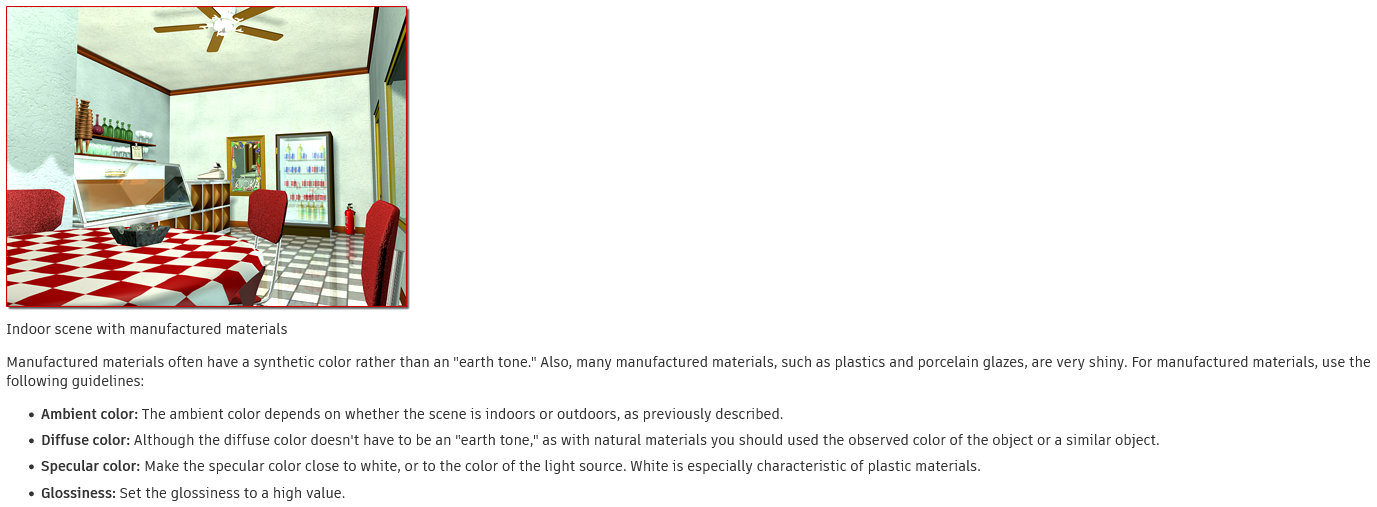 Indoor scene with manufactured materials
Manufactured materials often have a synthetic color rather than an "earth tone." Also, many manufactured materials, such as plastics and porcelain glazes, are very shiny. For manufactured materials, use the
following guidelines:
• Ambient color: The ambient color depends on whether the scene is indoors or outdoors, as previously described.
• Diffuse color: Although the diffuse color doesn't have to be an "earth tone," as with natural materials you should used the observed color of the object or a similar object.
• Specular color: Make the specular color close to white, or to the color of the light source. White is especially characteristic of plastic materials.
• Glossiness: Set the glossiness to a high value.